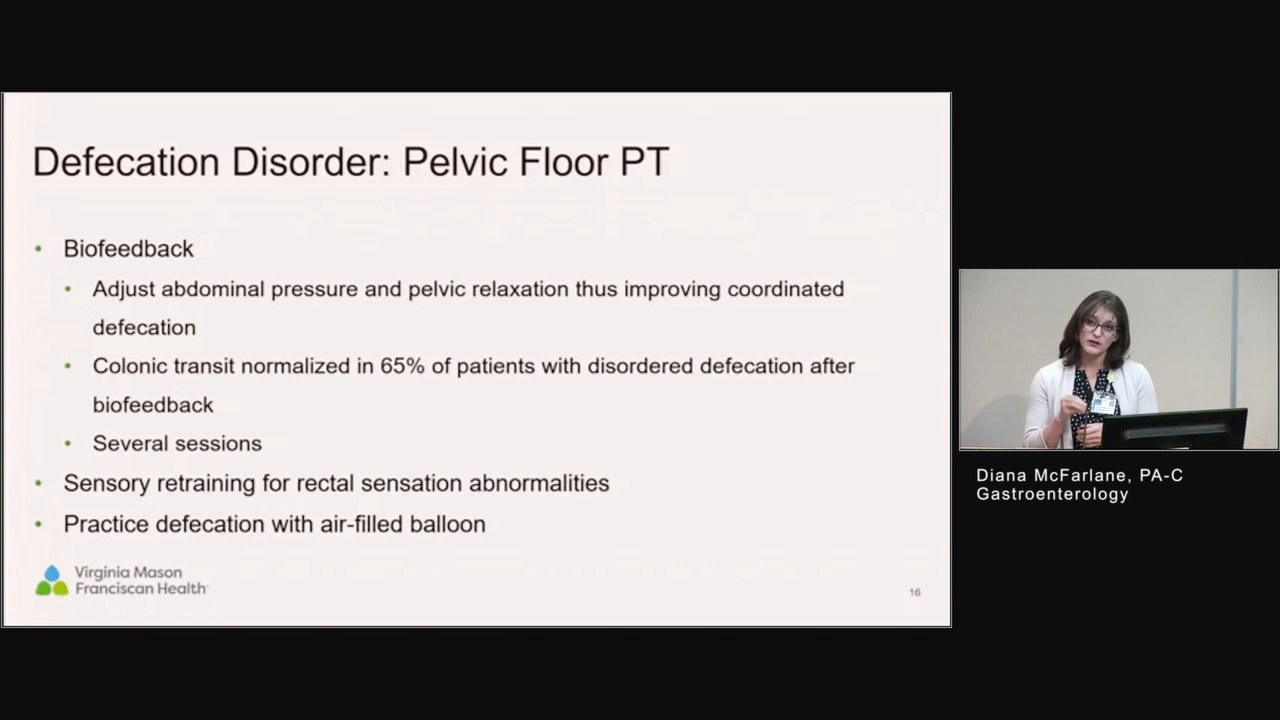 Defecation Disorder: Pelvic Floor PT
• Biofeedback
• Adjust abdominal pressure and pelvic relaxation thus improving coordinated
defecation
• Colonic transit normalized in 65% of patients with disordered defecation after
biofeedback
• Several sessions
• Sensory retraining for rectal sensation abnormalities
• Practice defecation with air-filled balloon
Virginia Mason
Franciscan Health
16
Diana McFarlane, PA-C
Gastroenterology